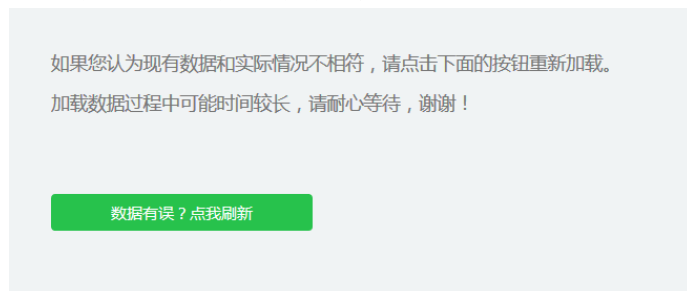 如果您认为现有数据和实际情况不相符，请点击下面的按钮重新加载。
加载数据过程中可能时间较长，请耐心等待，谢谢！
数据有误？点我刷新